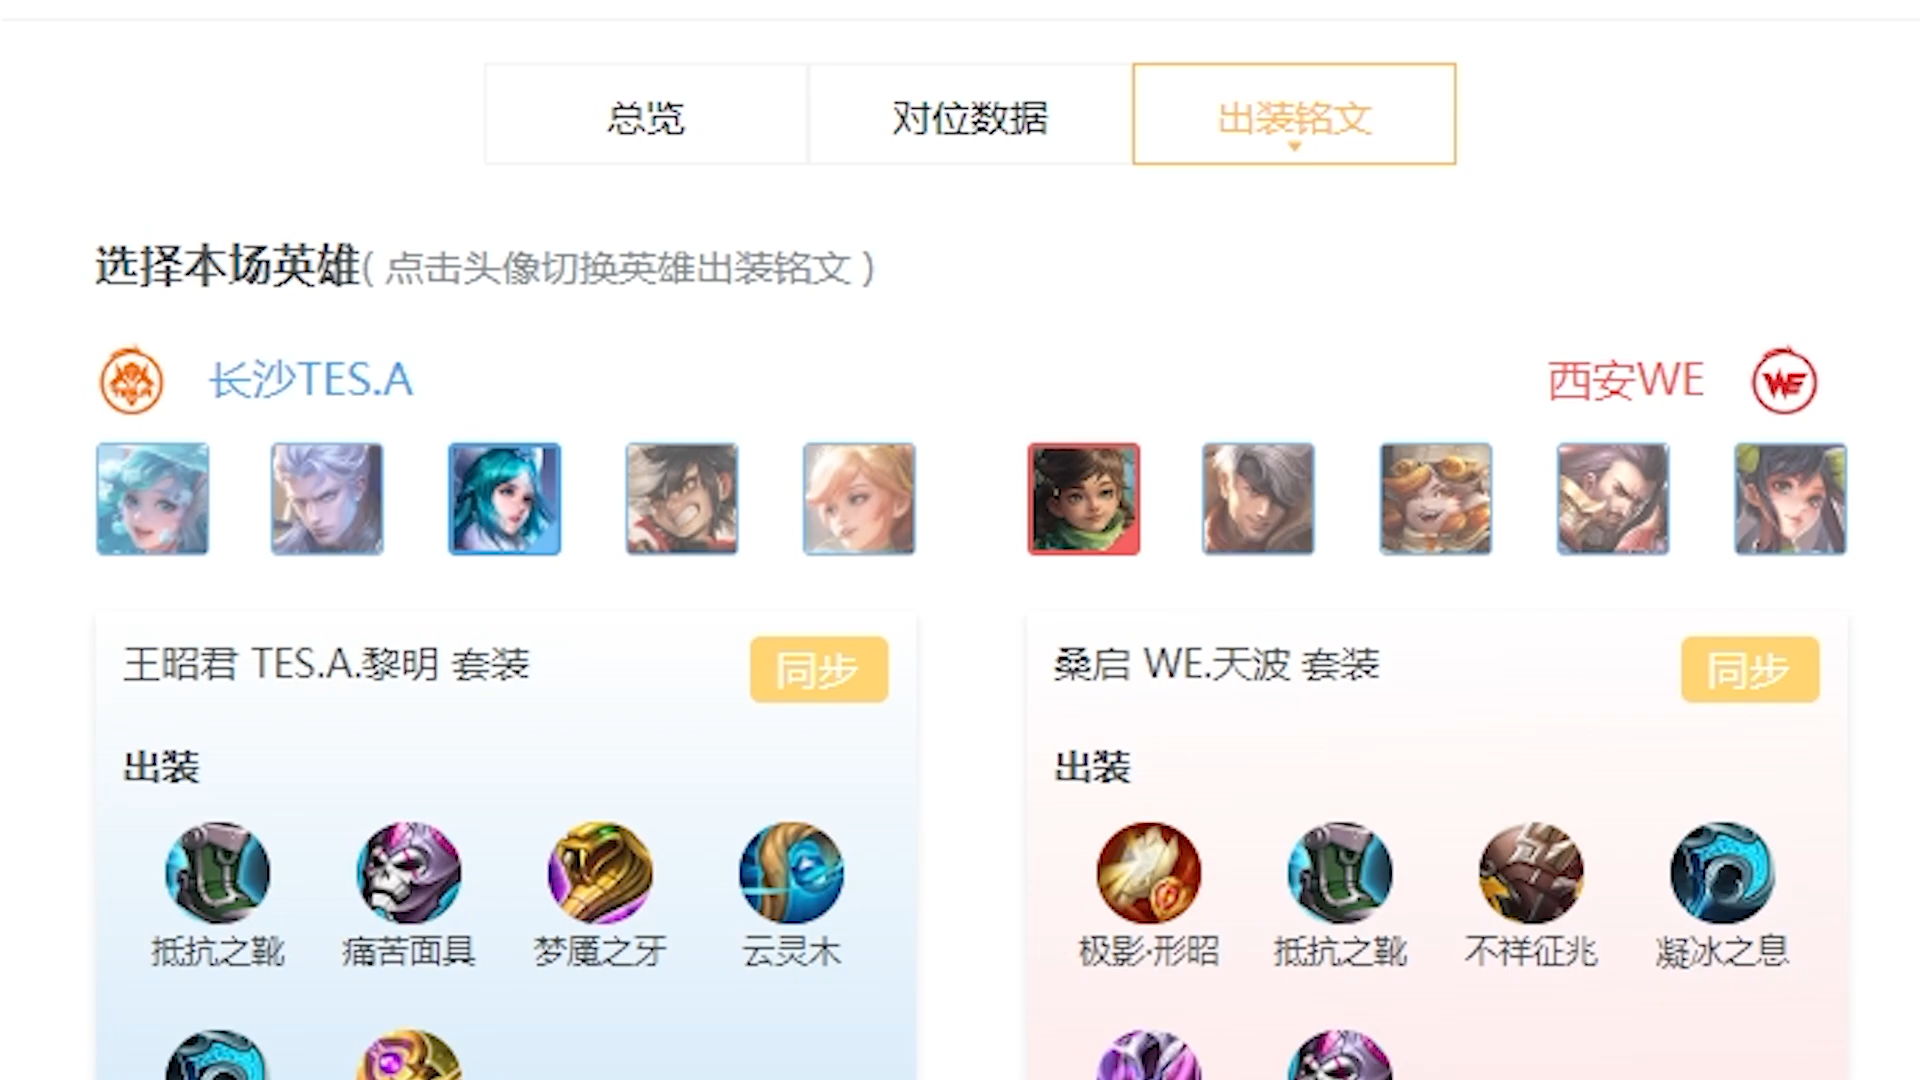 总览 对位数据 出装铭文
选择本场英雄( 点击头像切换英雄出装铭文 )
长沙TES.A 西安WE WE
王昭君 TES.A.黎明 套装 同步
出装
抵抗之靴 痛苦面具 梦魇之牙 云灵木
桑启 WE.天波 套装 同步
出装
极影·形昭 抵抗之靴 不祥征兆 凝冰之息